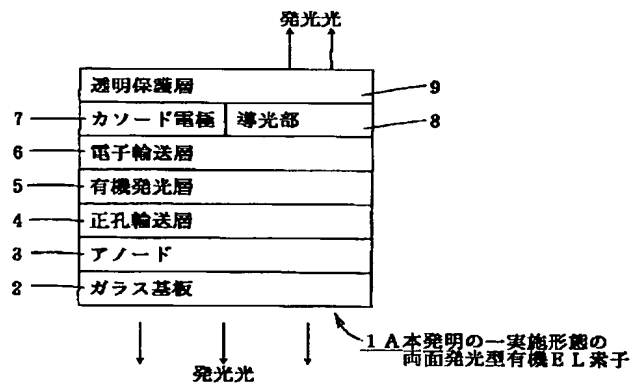 発光光
透明保護層 9
7 カソード電極 導光部 8
6 電子輸送層
5 有機発光層
4 正孔輸送層
3 アノード
2 ガラス基板
1A本発明の一実施形態の
両面発光型有機EL素子
発光光